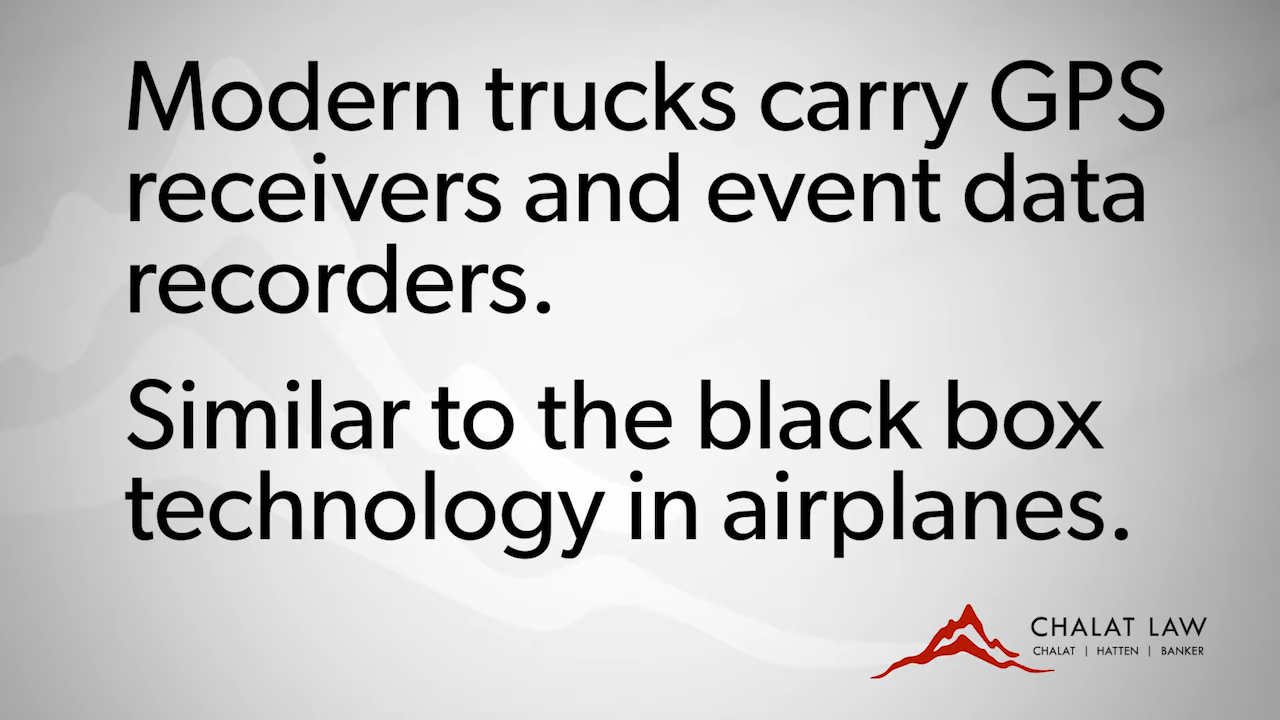 Modern trucks carry GPS
receivers and event data
recorders.
Similar to the black box
technology in airplanes.
CHALAT LAW
CHALAT | HATTEN | BANKER